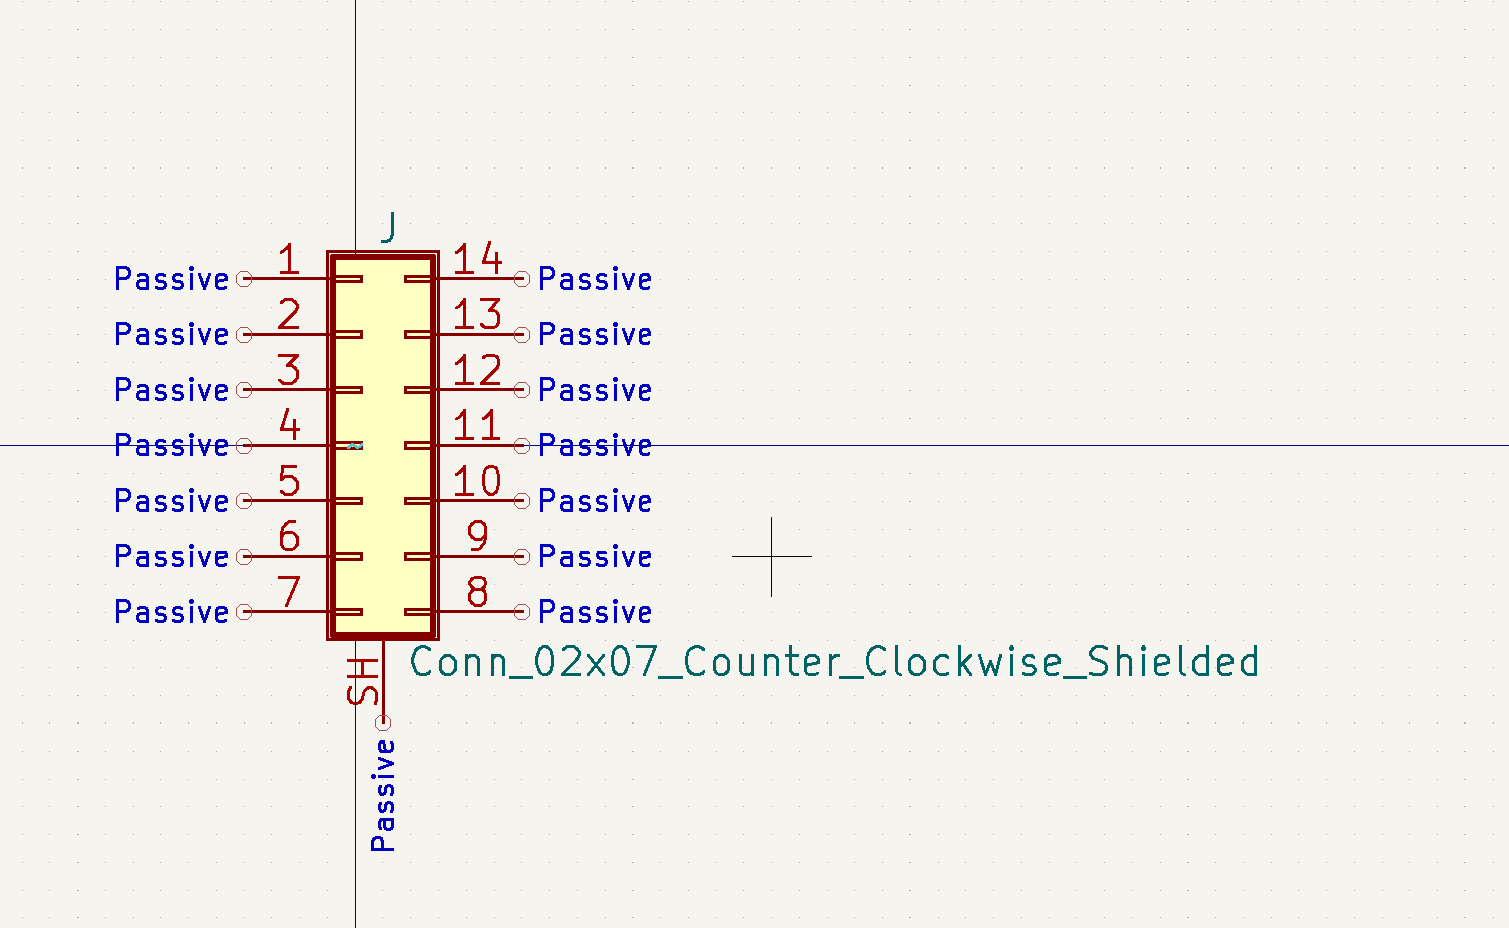 J
Passive 1 14 Passive
Passive 2 13 Passive
Passive 3 12 Passive
Passive 4 11 Passive
Passive 5 10 Passive
Passive 6 9 Passive
Passive 7 8 Passive
SH
Conn_02x07_Counter_Clockwise_Shielded
Passive